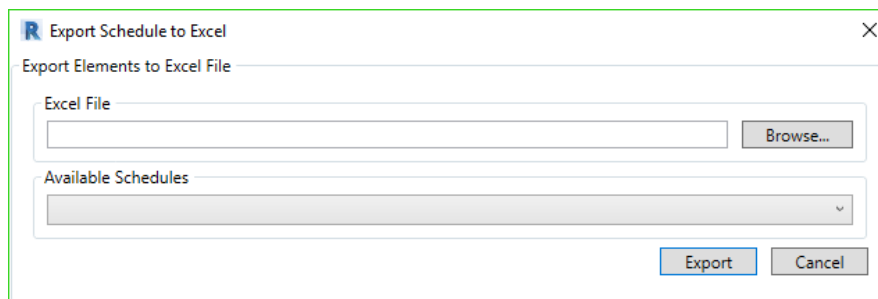 R Export Schedule to Excel
Export Elements to Excel File
Excel File
Browse...
Available Schedules
Export Cancel